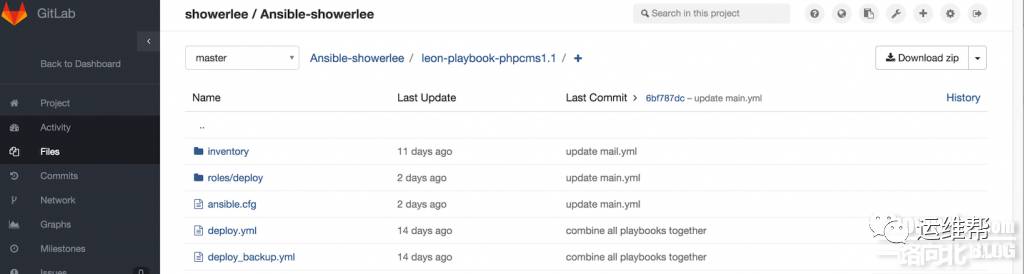 GitLab
showerlee / Ansible-showerlee
Search in this project
Back to Dashboard
master
Ansible-showerlee / leon-playbook-phpcms1.1 / +
Download zip
Project
Activity
Files
Commits
Network
Graphs
Milestones
Issues 0
Name Last Update Last Commit > 6bf787dc – update main.yml History
..
inventory 11 days ago update mail.yml
roles/deploy 2 days ago update main.yml
ansible.cfg 2 days ago update main.yml
deploy.yml 14 days ago combine all playbooks together
deploy_backup.yml 14 days ago combine all playbooks together
运维帮
一路向北BLOG